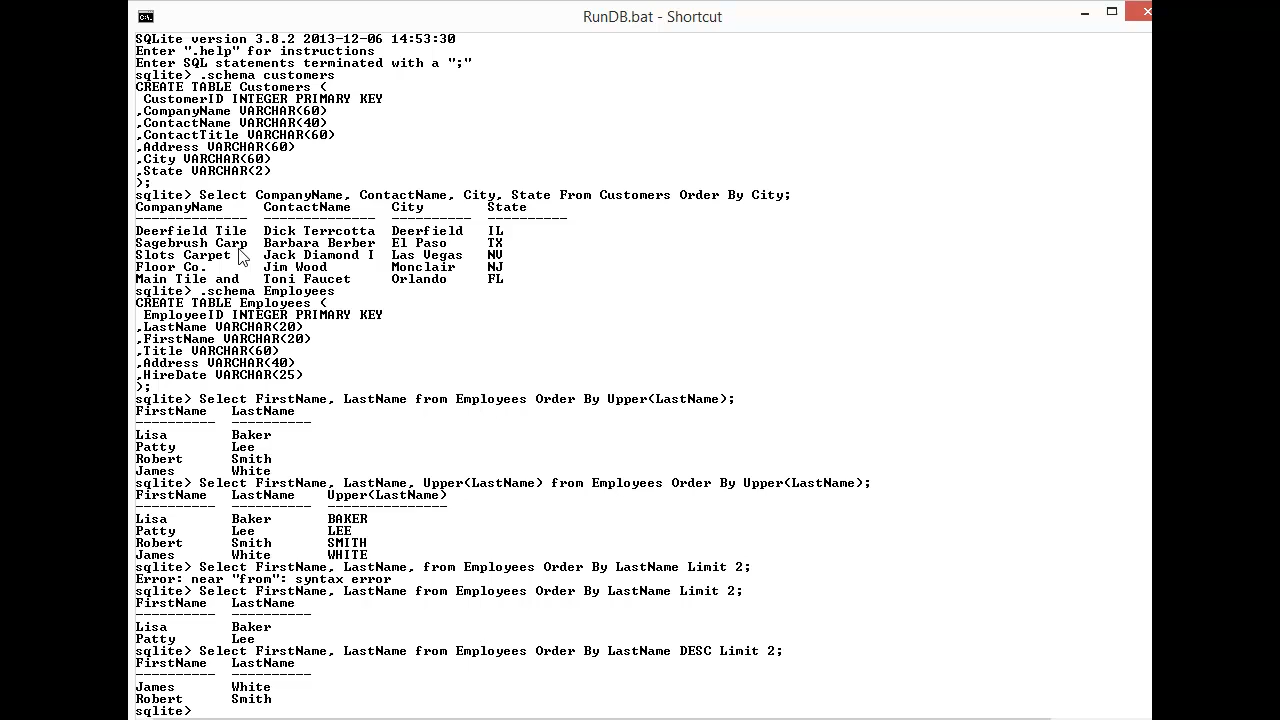 RunDB.bat - Shortcut
C:\.
SQLite version 3.8.2 2013-12-06 14:53:30
Enter ".help" for instructions
Enter SQL statements terminated with a ";"
sqlite> .schema customers
CREATE TABLE Customers (
 CustomerID INTEGER PRIMARY KEY
,CompanyName VARCHAR(60)
,ContactName VARCHAR(40)
,ContactTitle VARCHAR(60)
,Address VARCHAR(60)
,City VARCHAR(60)
,State VARCHAR(2)
);
sqlite> Select CompanyName, ContactName, City, State From Customers Order By City;
CompanyName     ContactName     City        State
--------------  --------------  ----------  ----------
Deerfield Tile  Dick Terrcotta  Deerfield   IL
Sagebrush Carp  Barbara Berber  El Paso     TX
Slots Carpet    Jack Diamond I  Las Vegas   NV
Floor Co.       Jim Wood        Monclair    NJ
Main Tile and   Toni Faucet     Orlando     FL
sqlite> .schema Employees
CREATE TABLE Employees (
 EmployeeID INTEGER PRIMARY KEY
,LastName VARCHAR(20)
,FirstName VARCHAR(20)
,Title VARCHAR(60)
,Address VARCHAR(40)
,HireDate VARCHAR(25)
);
sqlite> Select FirstName, LastName from Employees Order By Upper(LastName);
FirstName   LastName
----------  ----------
Lisa        Baker
Patty       Lee
Robert      Smith
James       White
sqlite> Select FirstName, LastName, Upper(LastName) from Employees Order By Upper(LastName);
FirstName   LastName    Upper(LastName)
----------  ----------  ---------------
Lisa        Baker       BAKER
Patty       Lee         LEE
Robert      Smith       SMITH
James       White       WHITE
sqlite> Select FirstName, LastName, from Employees Order By LastName Limit 2;
Error: near "from": syntax error
sqlite> Select FirstName, LastName from Employees Order By LastName Limit 2;
FirstName   LastName
----------  ----------
Lisa        Baker
Patty       Lee
sqlite> Select FirstName, LastName from Employees Order By LastName DESC Limit 2;
FirstName   LastName
----------  ----------
James       White
Robert      Smith
sqlite>